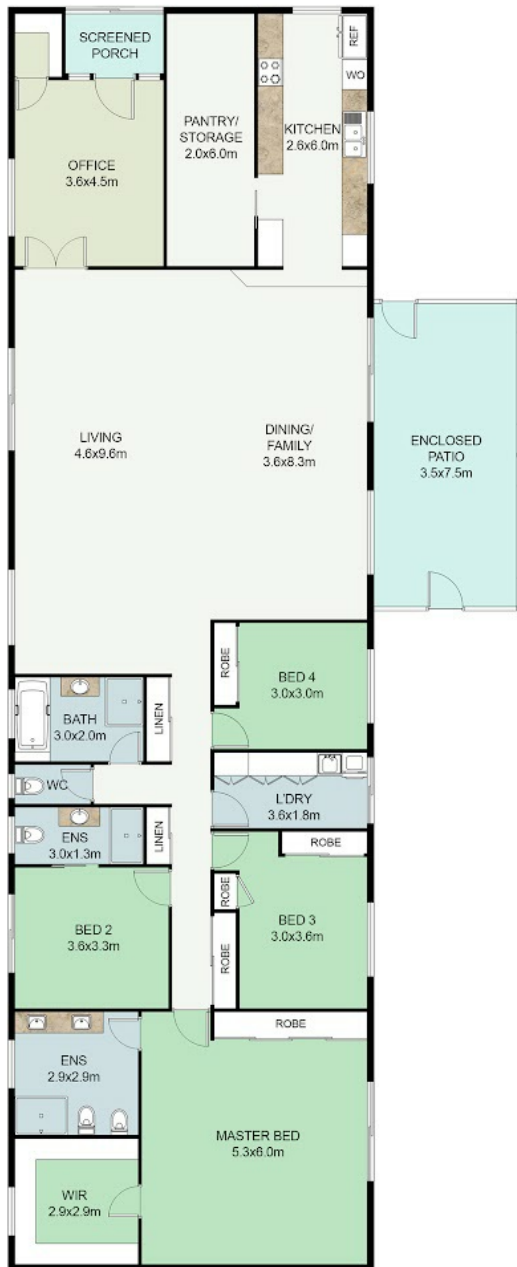 SCREENED
PORCH
REF
WO
PANTRY/
STORAGE
2.0x6.0m
KITCHEN
2.6x6.0m
OFFICE
3.6x4.5m
LIVING
4.6x9.6m
DINING/
FAMILY
3.6x8.3m
ENCLOSED
PATIO
3.5x7.5m
ROBE
BED 4
3.0x3.0m
BATH
3.0x2.0m
LINEN
WC
L'DRY
3.6x1.8m
ENS
3.0x1.3m
LINEN
ROBE
ROBE
BED 3
3.0x3.6m
ROBE
BED 2
3.6x3.3m
ROBE
ENS
2.9x2.9m
MASTER BED
5.3x6.0m
WIR
2.9x2.9m